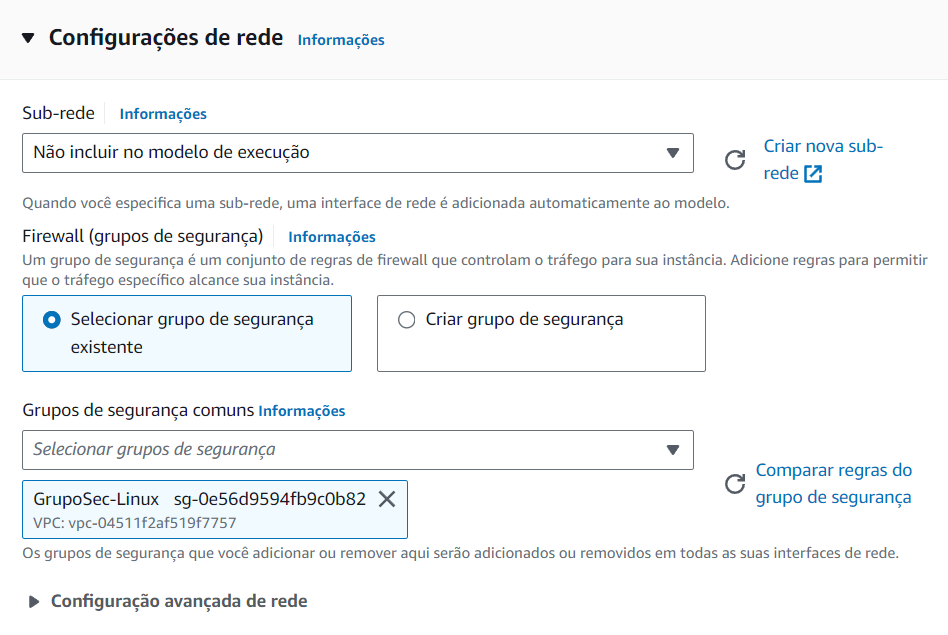 Configurações de rede Informações
Sub-rede Informações
Não incluir no modelo de execução
Criar nova sub-
rede
Quando você especifica uma sub-rede, uma interface de rede é adicionada automaticamente ao modelo.
Firewall (grupos de segurança) Informações
Um grupo de segurança é um conjunto de regras de firewall que controlam o tráfego para sua instância. Adicione regras para permitir
que o tráfego específico alcance sua instância.
Selecionar grupo de segurança
existente
Criar grupo de segurança
Grupos de segurança comuns Informações
Selecionar grupos de segurança
Comparar regras do
grupo de segurança
GrupoSec-Linux sg-0e56d9594fb9c0b82
VPC: vpc-04511f2af519f7757
Os grupos de segurança que você adicionar ou remover aqui serão adicionados ou removidos em todas as suas interfaces de rede.
Configuração avançada de rede